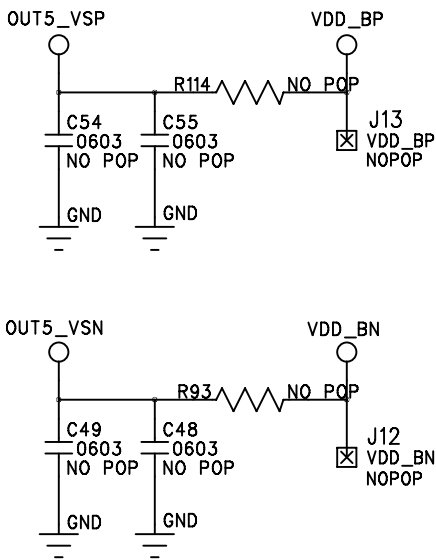 OUT5_VSP
VDD_BP
R114
NO POP
C54
0603
NO POP
C55
0603
NO POP
J13
VDD_BP
NOPOP
GND
GND
OUT5_VSN
VDD_BN
R93
NO POP
C49
0603
NO POP
C48
0603
NO POP
J12
VDD_BN
NOPOP
GND
GND